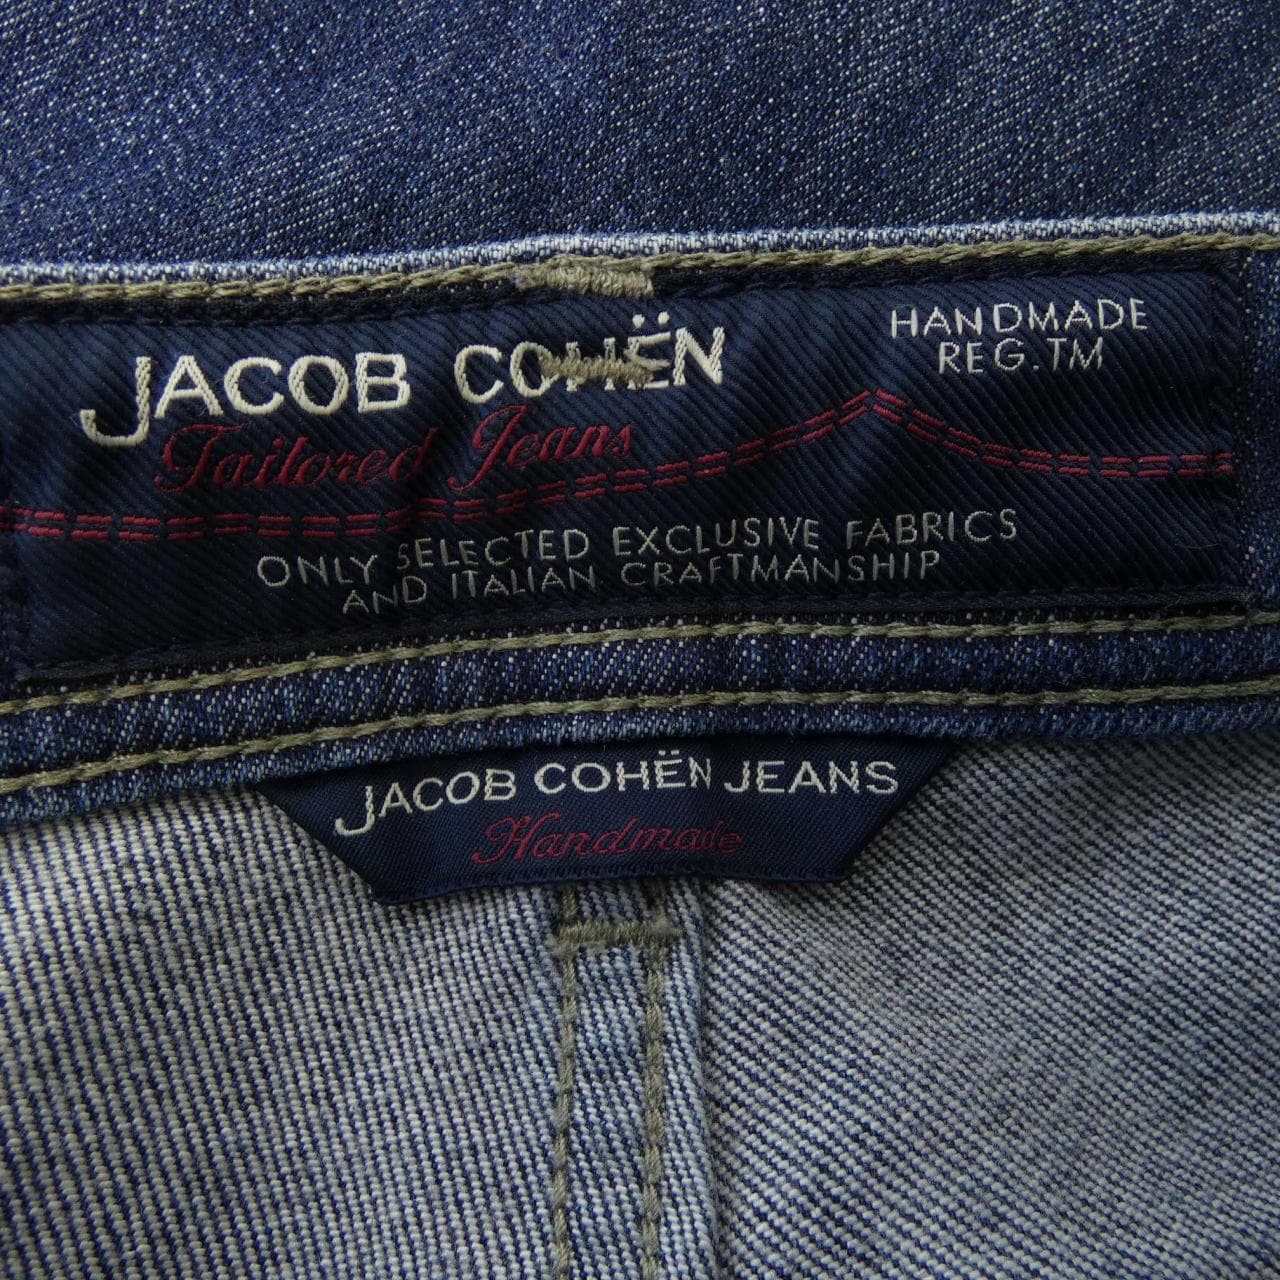 JACOB COHËN
HANDMADE
REG.TM
Tailored Jeans
ONLY SELECTED EXCLUSIVE FABRICS
AND ITALIAN CRAFTMANSHIP
JACOB COHËN JEANS
Handmade